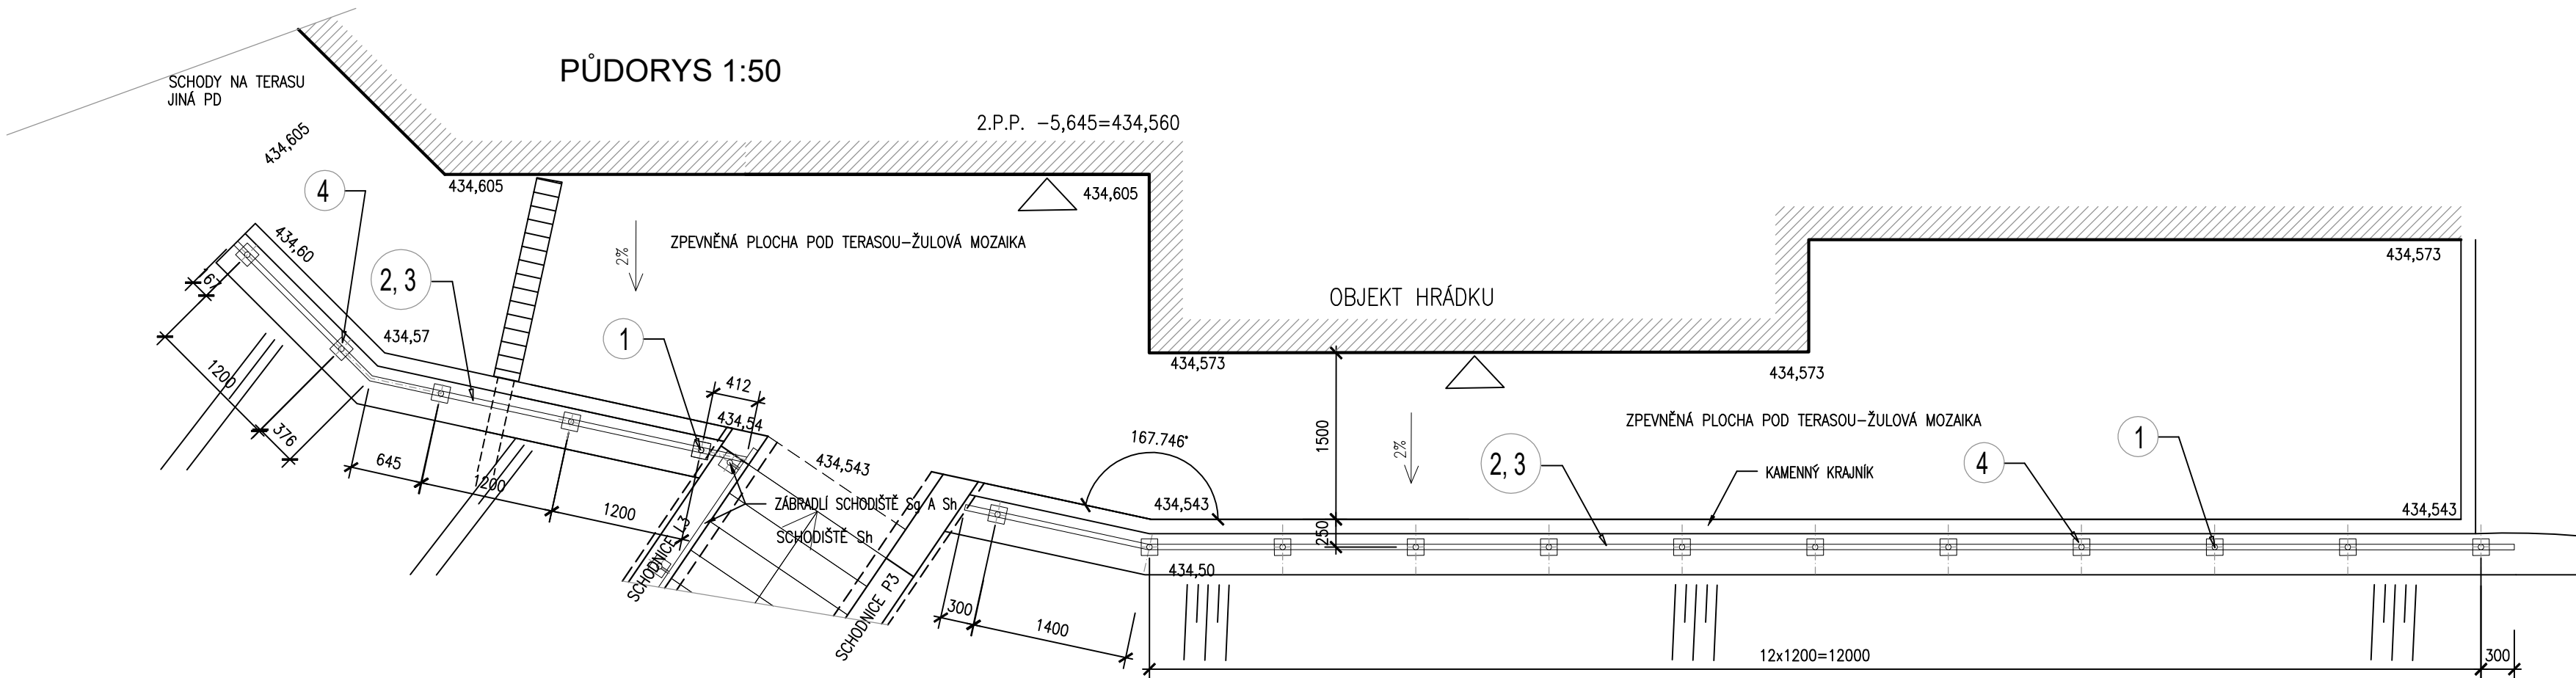 PŮDORYS 1:50
SCHODY NA TERASU
JINÁ PD
2.P.P. -5,645=434,560
434,605
434,605
434,605
4
434,60
2%
ZPEVNĚNÁ PLOCHA POD TERASOU-ŽULOVÁ MOZAIKA
434,573
2, 3
OBJEKT HRÁDKU
434,57
1
434,573
434,573
1200
412
376
434,54
645
1200
1200
434,543
167.746°
1500
2%
ZPEVNĚNÁ PLOCHA POD TERASOU-ŽULOVÁ MOZAIKA
2, 3
KAMENNÝ KRAJNÍK
4
1
434,543
434,543
250
ZÁBRADLÍ SCHODIŠTĚ Sg A Sh
SCHODIŠTĚ Sh
SCHODNICE L3
SCHODNICE P3
434,50
300
1400
12x1200=12000
300